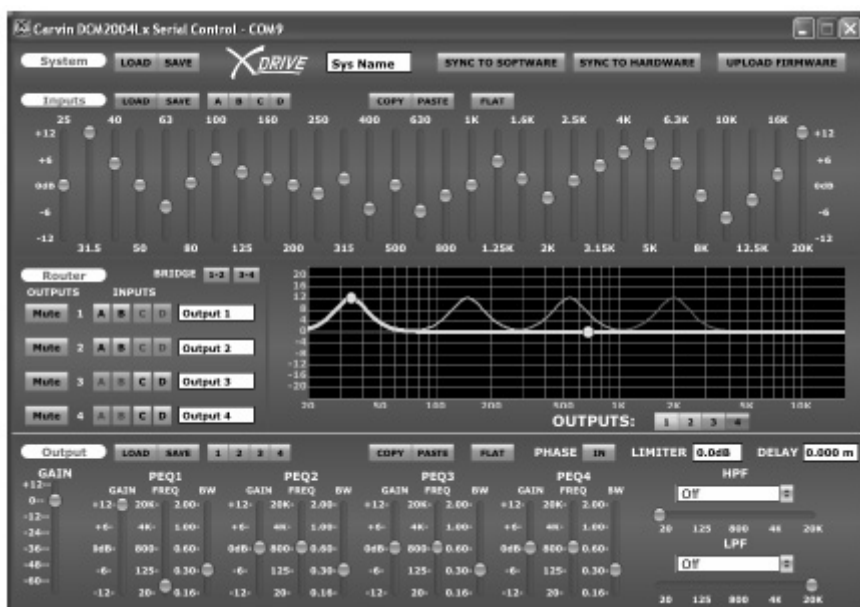 Carvin DCM2004Lx Serial Control - COM9
System LOAD SAVE X DRIVE Sys Name SYNC TO SOFTWARE SYNC TO HARDWARE UPLOAD FIRMWARE
Inputs LOAD SAVE A B C D COPY PASTE FLAT
25 40 63 100 160 250 400 630 1K 1.6K 2.5K 4K 6.3K 10K 16K
+12 +12
+6 +6
0dB 0dB
-6 -6
-12 -12
31.5 50 80 125 200 315 500 800 1.25K 2K 3.15K 5K 8K 12.5K 20K
Router BRIDGE 1-2 3-4
OUTPUTS INPUTS
Mute 1 A B C D Output 1
Mute 2 A B C D Output 2
Mute 3 A B C D Output 3
Mute 4 A B C D Output 4
20
16
12
8
4
0
-4
-8
-12
-16
-20
20 50 100 200 500 1K 2K 5K 10K
OUTPUTS: 1 2 3 4
Output LOAD SAVE 1 2 3 4 COPY PASTE FLAT PHASE IN LIMITER 0.0dB DELAY 0.000 m
GAIN
+12
0
-12
-24
-36
-48
-60
PEQ1 PEQ2 PEQ3 PEQ4
GAIN FREQ BW GAIN FREQ BW GAIN FREQ BW GAIN FREQ BW
+12 20K 2.00 +12 20K 2.00 +12 20K 2.00 +12 20K 2.00
+6 4K 1.00 +6 4K 1.00 +6 4K 1.00 +6 4K 1.00
0dB 800 0.60 0dB 800 0.60 0dB 800 0.60 0dB 800 0.60
-6 125 0.30 -6 125 0.30 -6 125 0.30 -6 125 0.30
-12 20 0.16 -12 20 0.16 -12 20 0.16 -12 20 0.16
HPF
Off
20 125 800 4K 20K
LPF
Off
20 125 800 4K 20K